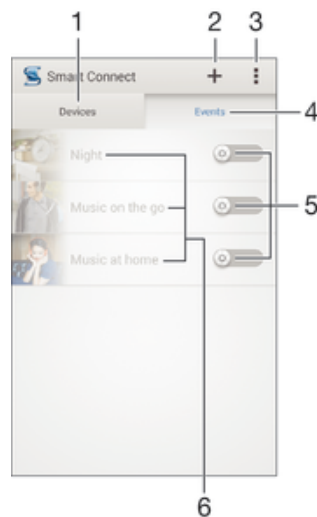 1 2 3
Smart Connect
Devices Events 4
Night
Music on the go 5
Music at home
6